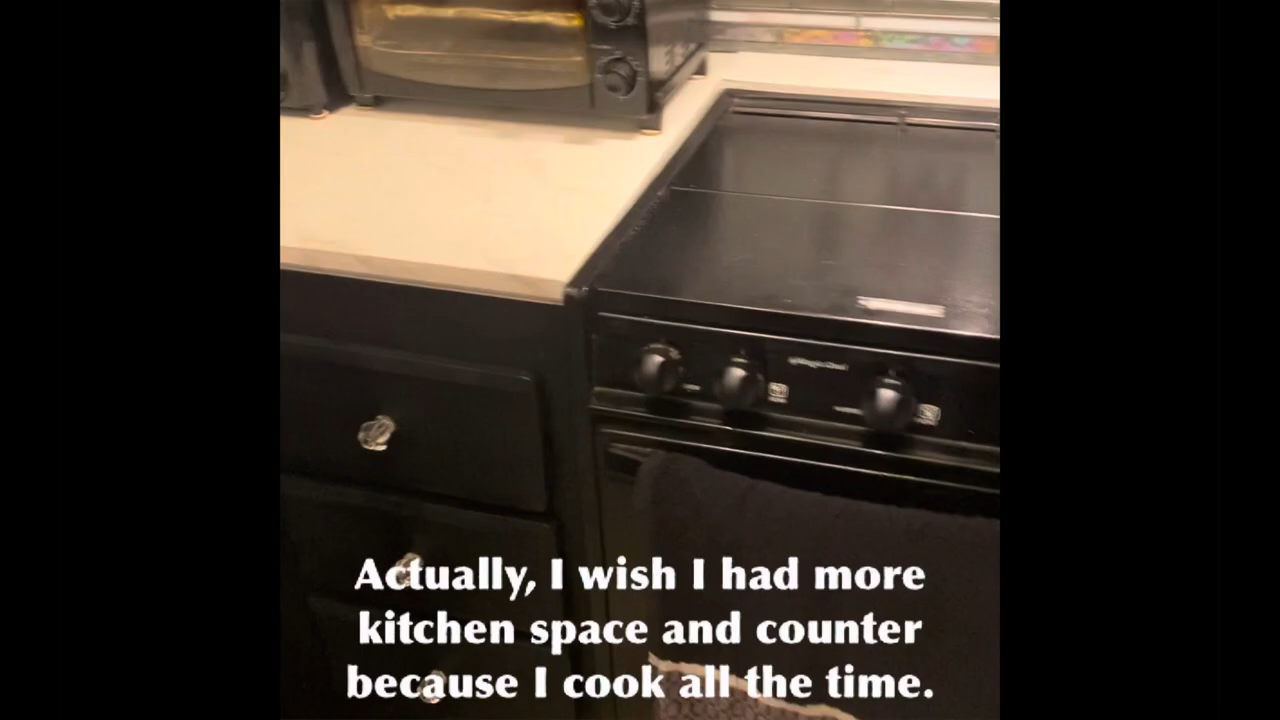 Actually, I wish I had more
kitchen space and counter
because I cook all the time.